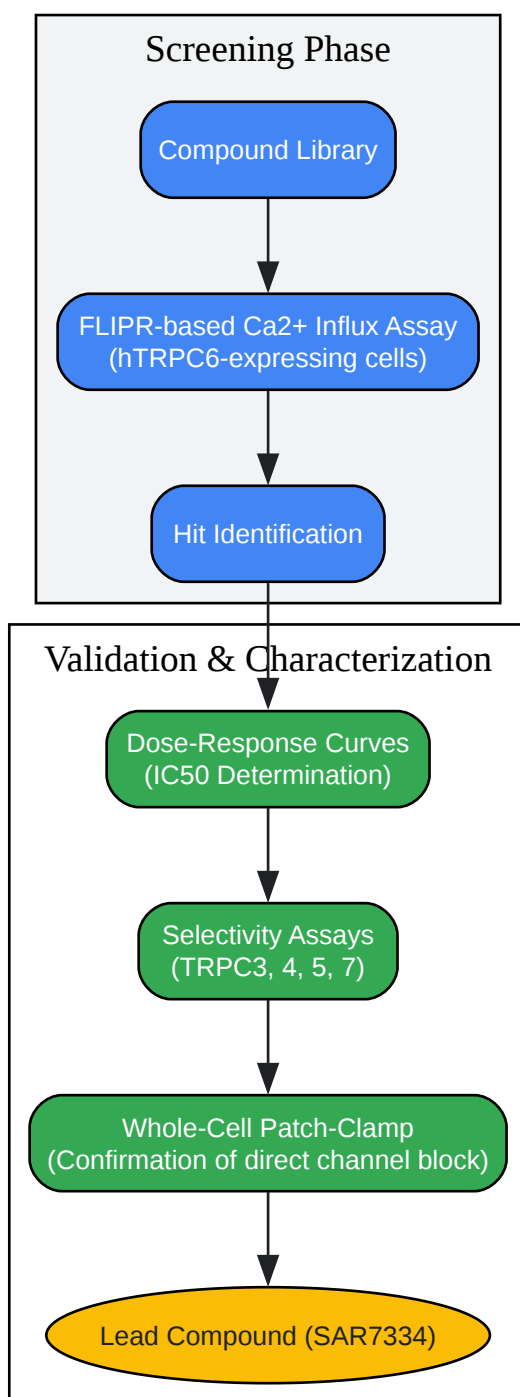 Screening Phase
Compound Library
FLIPR-based Ca2+ Influx Assay
(hTRPC6-expressing cells)
Hit Identification
Validation & Characterization
Dose-Response Curves
(IC50 Determination)
Selectivity Assays
(TRPC3, 4, 5, 7)
Whole-Cell Patch-Clamp
(Confirmation of direct channel block)
Lead Compound (SAR7334)